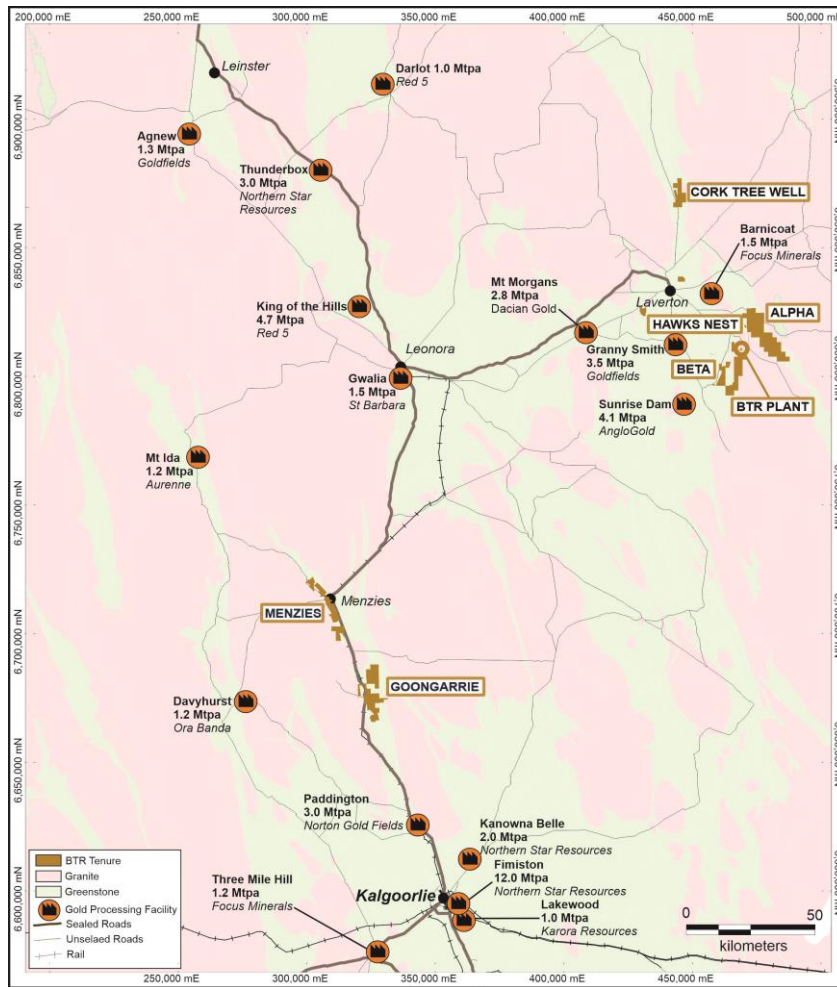 200,000 mE
250,000 mE
300,000 mE
350,000 mE
400,000 mE
450,000 mE
500,000 mE
6,900,000 mN
6,850,000 mN
6,800,000 mN
6,750,000 mN
6,700,000 mN
6,650,000 mN
6,600,000 mN
Leinster
Darlot 1.0 Mtpa
Red 5
Agnew
1.3 Mtpa
Goldfields
Thunderbox
3.0 Mtpa
Northern Star
Resources
CORK TREE WELL
Barnicoat
1.5 Mtpa
Focus Minerals
Mt Morgans
2.8 Mtpa
Dacian Gold
Laverton
King of the Hills
4.7 Mtpa
Red 5
HAWKS NEST
ALPHA
Leonora
Granny Smith
3.5 Mtpa
Goldfields
Gwalia
1.5 Mtpa
St Barbara
BETA
BTR PLANT
Sunrise Dam
4.1 Mtpa
AngloGold
Mt Ida
1.2 Mtpa
Aurenne
Menzies
MENZIES
GOONGARRIE
Davyhurst
1.2 Mtpa
Ora Banda
Paddington
3.0 Mtpa
Norton Gold Fields
Kanowna Belle
2.0 Mtpa
Northern Star Resources
Fimiston
12.0 Mtpa
Northern Star Resources
Three Mile Hill
1.2 Mtpa
Focus Minerals
Kalgoorlie
Lakewood
1.0 Mtpa
Karora Resources
BTR Tenure
Granite
Greenstone
Gold Processing Facility
Sealed Roads
Unselaed Roads
Rail
0
50
kilometers
250,000 mE
300,000 mE
350,000 mE
400,000 mE
450,000 mE
500,000 mE